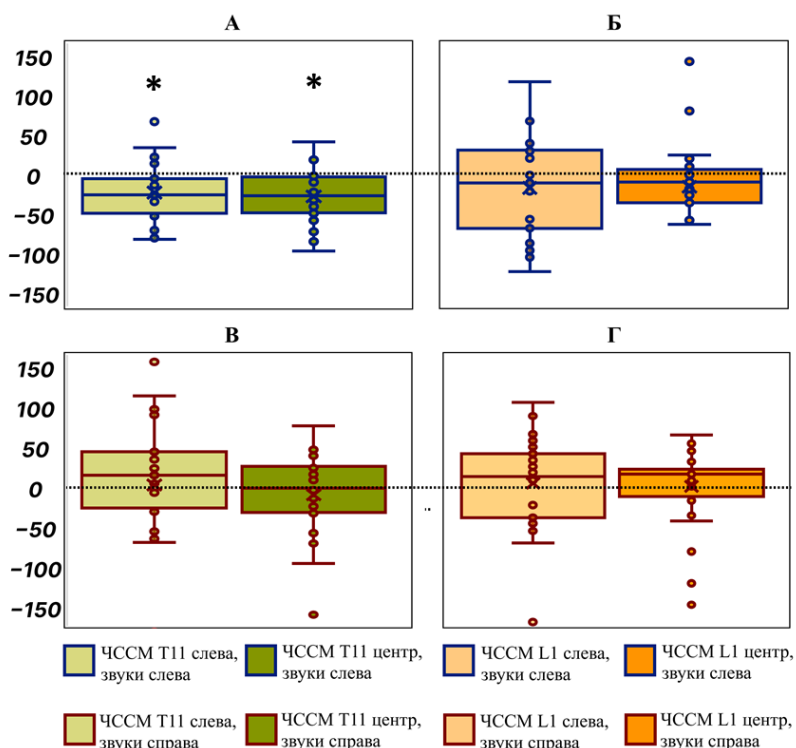 А
Б
150
100
50
0
−50
−100
−150
*
*
В
Г
150
100
50
0
−50
−100
−150
..
ЧССМ Т11 слева,
звуки слева
ЧССМ Т11 центр,
звуки слева
ЧССМ L1 слева,
звуки слева
ЧССМ L1 центр,
звуки слева
ЧССМ Т11 слева,
звуки справа
ЧССМ Т11 центр,
звуки справа
ЧССМ L1 слева,
звуки справа
ЧССМ L1 центр,
звуки справа